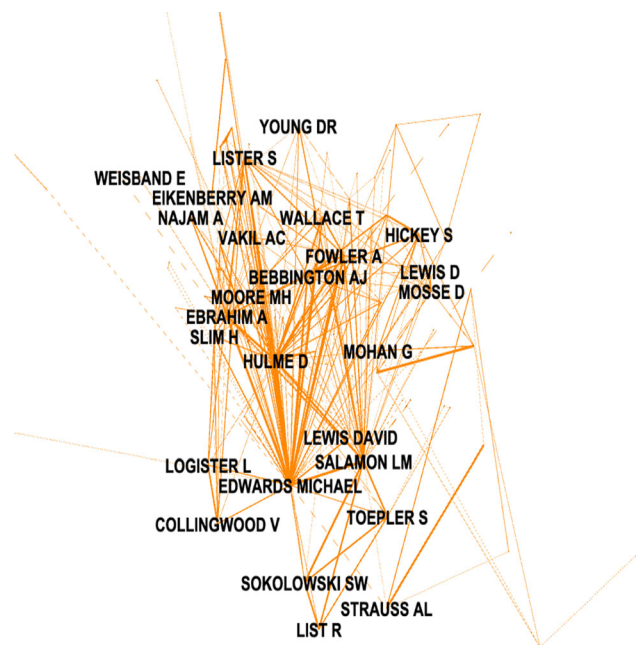 YOUNG DR
LISTER S
WEISBAND E
EIKENBERRY AM
NAJAM A
WALLACE T
VAKIL AC
HICKEY S
FOWLER A
BEBBINGTON AJ
LEWIS D
MOSSE D
MOORE MH
EBRAHIM A
SLIM H
MOHAN G
HULME D
LEWIS DAVID
SALAMON LM
LOGISTER L
EDWARDS MICHAEL
TOEPLER S
COLLINGWOOD V
SOKOLOWSKI SW
STRAUSS AL
LIST R